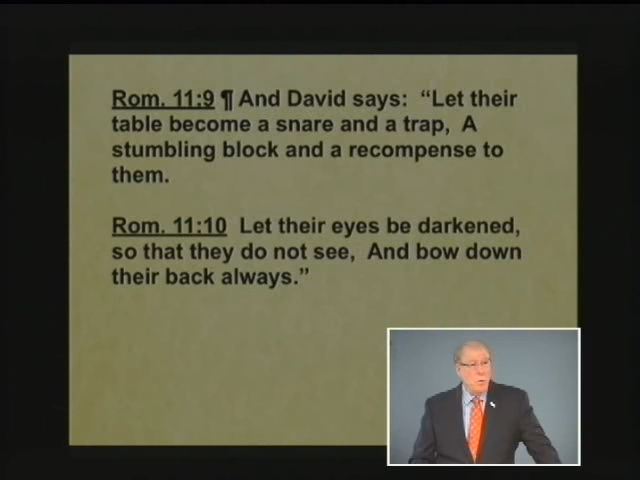 Rom. 11:9 ¶ And David says: “Let their
table become a snare and a trap, A
stumbling block and a recompense to
them.
Rom. 11:10 Let their eyes be darkened,
so that they do not see, And bow down
their back always.”